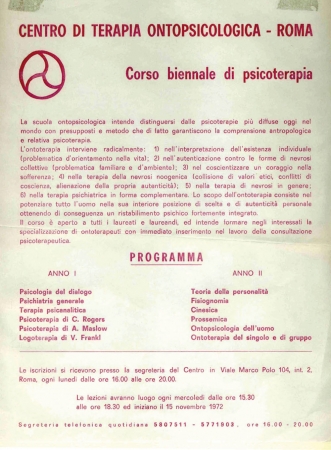 CENTRO DI TERAPIA ONTOPSICOLOGICA - ROMA
Corso biennale di psicoterapia
La scuola ontopsicologica intende distinguersi dalle psicoterapie più diffuse oggi nel
mondo con presupposti e metodo che di fatto garantiscono la comprensione antropologica
e relativa psicoterapia.
L'ontoterapia interviene radicalmente: 1) nell'interpretazione dell'esistenza individuale
(problematica d'orientamento nella vita); 2) nell'autenticazione contro le forme di nevrosi
collettive (problematica familiare e d'ambiente); 3) nel coscientizzare un coraggio nella
sofferenza; 4) nella terapia della nevrosi noogenica (collisione di valori etici, conflitti di
coscienza, alienazione della propria autenticità); 5) nella terapia di nevrosi in genere;
6) nella terapia psichiatrica in forma complementare. Lo scopo dell'ontoterapia consiste nel
potenziare tutto l'uomo nella sua interiore posizione di scelta e di autenticità personale
ottenendo di conseguenza un ristabilimento psichico fortemente integrato.
Il corso è aperto a tutti i laureati e laureandi, ed intende formare negli interessati la
specializzazione di ontoterapeuti con immediato inserimento nel lavoro della consultazione
psicoterapeutica.
PROGRAMMA
ANNO I
Psicologia del dialogo
Psichiatria generale
Terapia psicanalitica
Psicoterapia di C. Rogers
Psicoterapia di A. Maslow
Logoterapia di V. Frankl
ANNO II
Teoria della personalità
Fisiognomia
Cinesica
Prossemica
Ontopsicologia dell'uomo
Ontoterapia del singolo e di gruppo
Le iscrizioni si ricevono presso la segreteria del Centro in Viale Marco Polo 104, int. 2,
Roma, ogni lunedì dalle ore 16.00 alle ore 20.00.
Le lezioni avranno luogo ogni mercoledì dalle ore 15.30
alle ore 18.30 ed iniziano il 15 novembre 1972
Segreteria telefonica quotidiana 5807511 - 5771903, ore 16.00 - 20.00